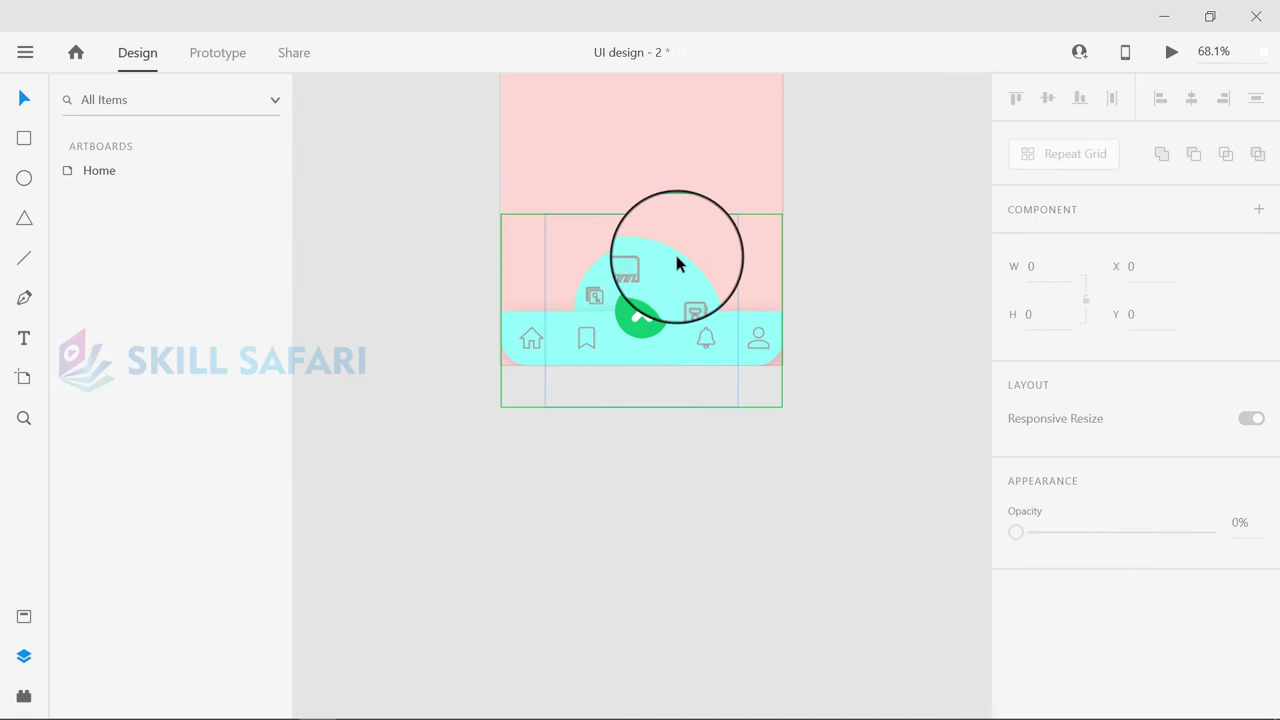 Design Prototype Share UI design - 2 * 68.1%
All Items
ARTBOARDS
Home
Repeat Grid
COMPONENT
W 0 X 0
H 0 Y 0
LAYOUT
Responsive Resize
APPEARANCE
Opacity
0%
SKILL SAFARI